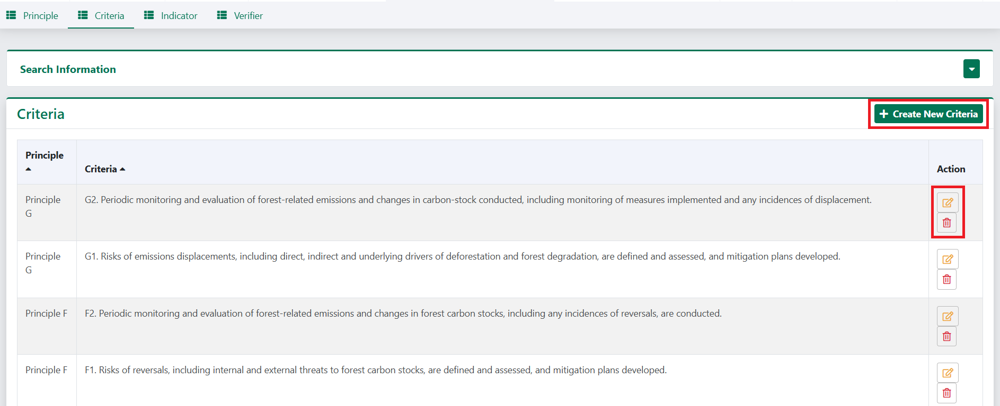 Principle Criteria Indicator Verifier
Search Information
Criteria
Create New Criteria
Principle
Criteria
Action
Principle
G
G2. Periodic monitoring and evaluation of forest-related emissions and changes in carbon-stock conducted, including monitoring of measures implemented and any incidences of displacement.
Principle
G
G1. Risks of emissions displacements, including direct, indirect and underlying drivers of deforestation and forest degradation, are defined and assessed, and mitigation plans developed.
Principle F
F2. Periodic monitoring and evaluation of forest-related emissions and changes in forest carbon stocks, including any incidences of reversals, are conducted.
Principle F
F1. Risks of reversals, including internal and external threats to forest carbon stocks, are defined and assessed, and mitigation plans developed.